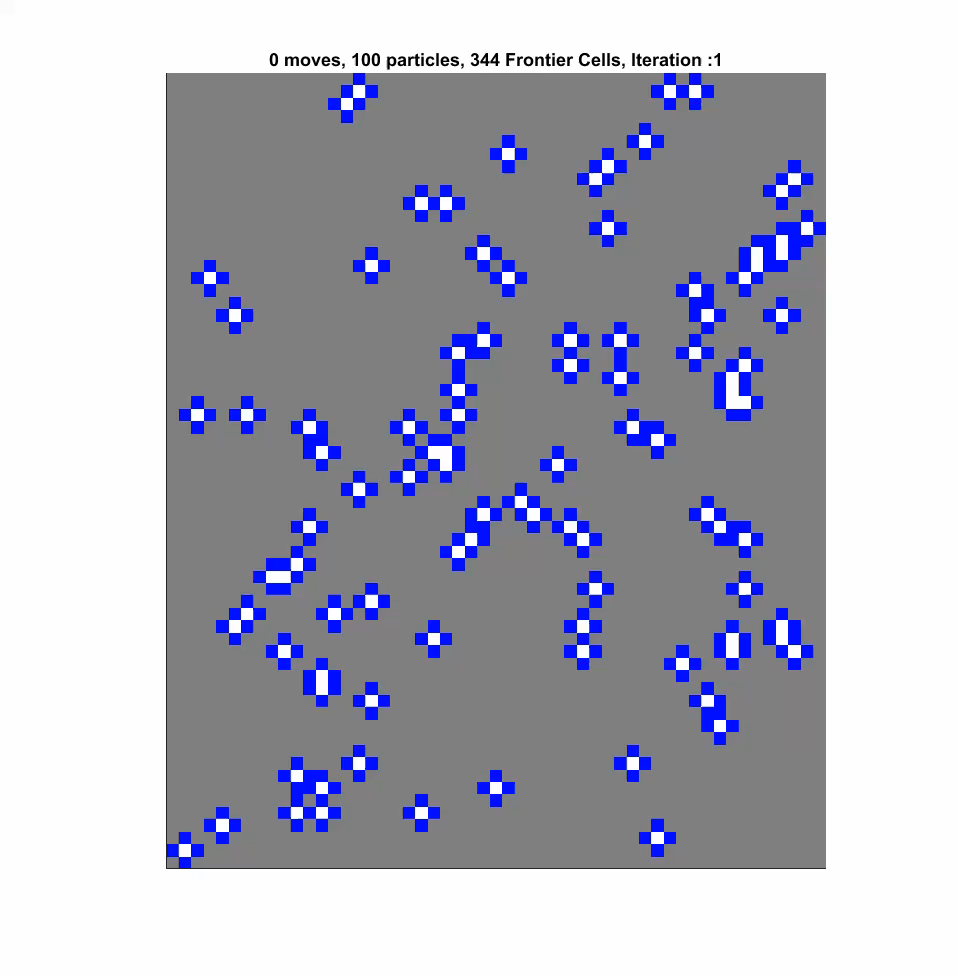 0 moves, 100 particles, 344 Frontier Cells, Iteration :1